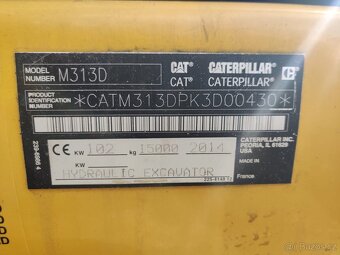 MODEL NUMBER M313D CAT CATERPILLAR
CAT CATERPILLAR
PRODUCT IDENTIFICATION NUMBER *CATM313DPK3D00430*
CE KW 102 kg 15000 2014
KW
HYDRAULIC EXCAVATOR
CATERPILLAR INC.
PEORIA, IL 61629
USA
MADE IN
France